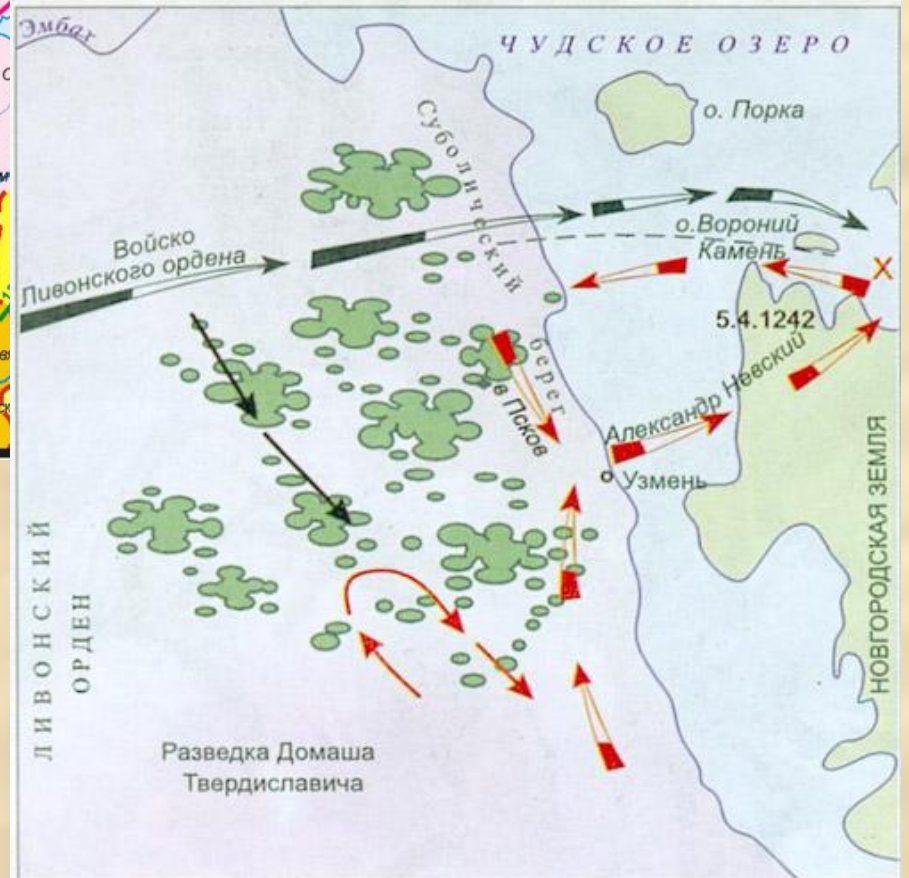 Эмбах
ЧУДСКОЕ ОЗЕРО
о. Порка
Суболический берег
Войско
Ливонского ордена
о.Вороний
Камень
X
5.4.1242
Александр Невский
в Псков
Узмень
ЛИВОНСКИЙ
ОРДЕН
НОВГОРОДСКАЯ ЗЕМЛЯ
Разведка Домаша
Твердиславича